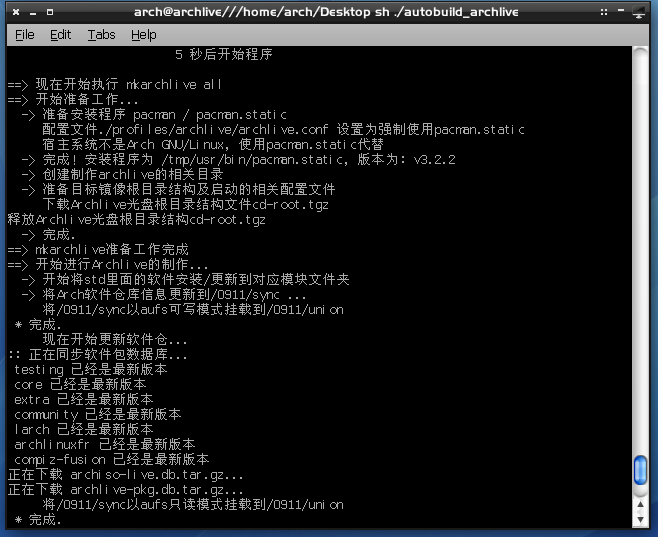 arch@archlive///home/arch/Desktop sh ./autobuild_archlive
File Edit Tabs Help
5 秒后开始程序
==> 现在开始执行 mkarchlive all
==> 开始准备工作...
-> 准备安装程序 pacman / pacman.static
配置文件./profiles/archlive/archlive.conf 设置为强制使用pacman.static
宿主系统不是Arch GNU/Linux, 使用pacman.static代替
-> 完成! 安装程序为 /tmp/usr/bin/pacman.static, 版本为: v3.2.2
-> 创建制作archlive的相关目录
-> 准备目标镜像根目录结构及启动的相关配置文件
下载Archlive光盘根目录结构文件cd-root.tgz
释放Archlive光盘根目录结构cd-root.tgz
-> 完成.
==> mkarchlive准备工作完成
==> 开始进行Archlive的制作...
-> 开始将std里面的软件安装/更新到对应模块文件夹
-> 将Arch软件仓库信息更新到/0911/sync ...
将/0911/sync以aufs可写模式挂载到/0911/union
* 完成.
现在开始更新软件仓...
:: 正在同步软件包数据库...
testing 已经是最新版本
core 已经是最新版本
extra 已经是最新版本
community 已经是最新版本
larch 已经是最新版本
archlinuxfr 已经是最新版本
compiz-fusion 已经是最新版本
正在下载 archiso-live.db.tar.gz...
正在下载 archlive-pkg.db.tar.gz...
将/0911/sync以aufs只读模式挂载到/0911/union
* 完成.